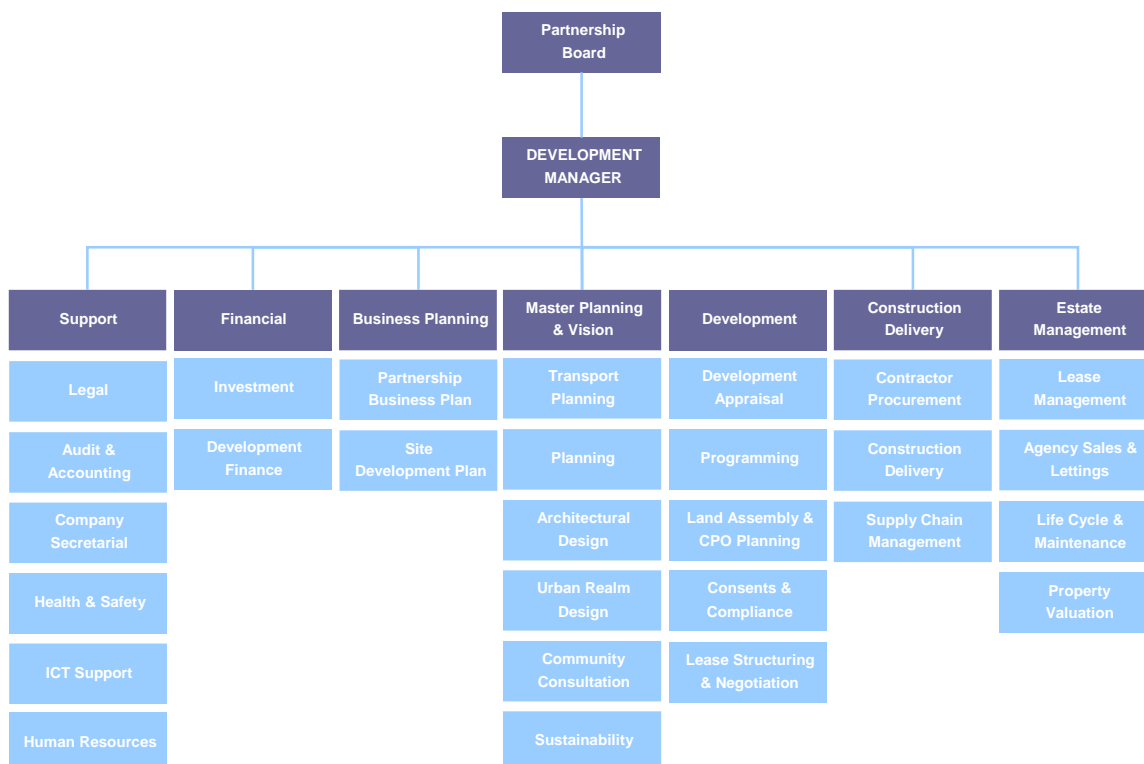 Partnership
Board
DEVELOPMENT
MANAGER
Support
Financial
Business Planning
Master Planning
& Vision
Development
Construction
Delivery
Estate
Management
Legal
Audit &
Accounting
Company
Secretarial
Health & Safety
ICT Support
Human Resources
Investment
Development
Finance
Partnership
Business Plan
Site
Development Plan
Transport
Planning
Planning
Architectural
Design
Urban Realm
Design
Community
Consultation
Sustainability
Development
Appraisal
Programming
Land Assembly &
CPO Planning
Consents &
Compliance
Lease Structuring
& Negotiation
Contractor
Procurement
Construction
Delivery
Supply Chain
Management
Lease
Management
Agency Sales &
Lettings
Life Cycle &
Maintenance
Property
Valuation